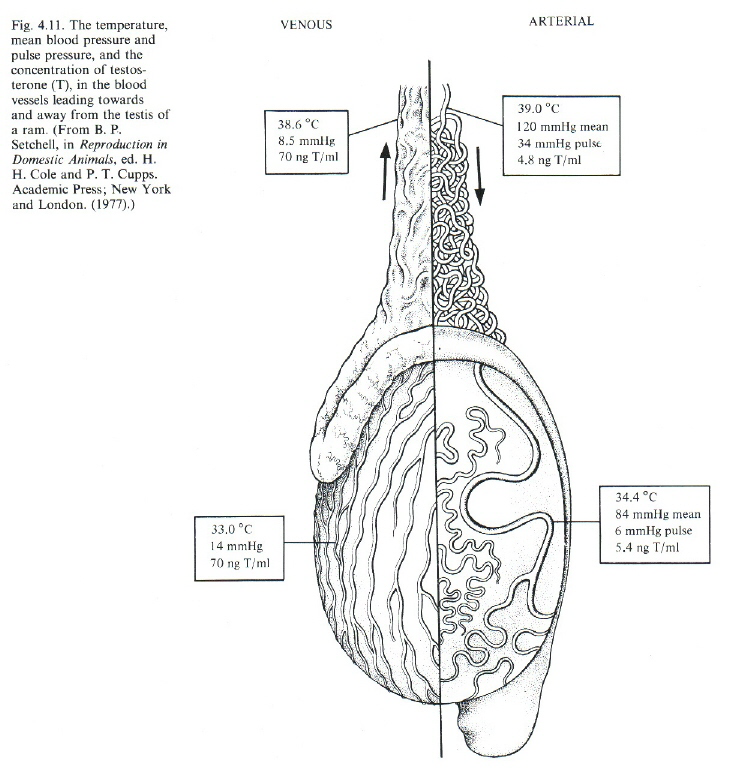 Fig. 4.11. The temperature,
mean blood pressure and
pulse pressure, and the
concentration of testos-
terone (T), in the blood
vessels leading towards
and away from the testis of
a ram. (From B. P.
Setchell, in Reproduction in
Domestic Animals, ed. H.
H. Cole and P. T. Cupps.
Academic Press; New York
and London. (1977).)
VENOUS
ARTERIAL
38.6 °C
8.5 mmHg
70 ng T/ml
39.0 °C
120 mmHg mean
34 mmHg pulse
4.8 ng T/ml
33.0 °C
14 mmHg
70 ng T/ml
34.4 °C
84 mmHg mean
6 mmHg pulse
5.4 ng T/ml